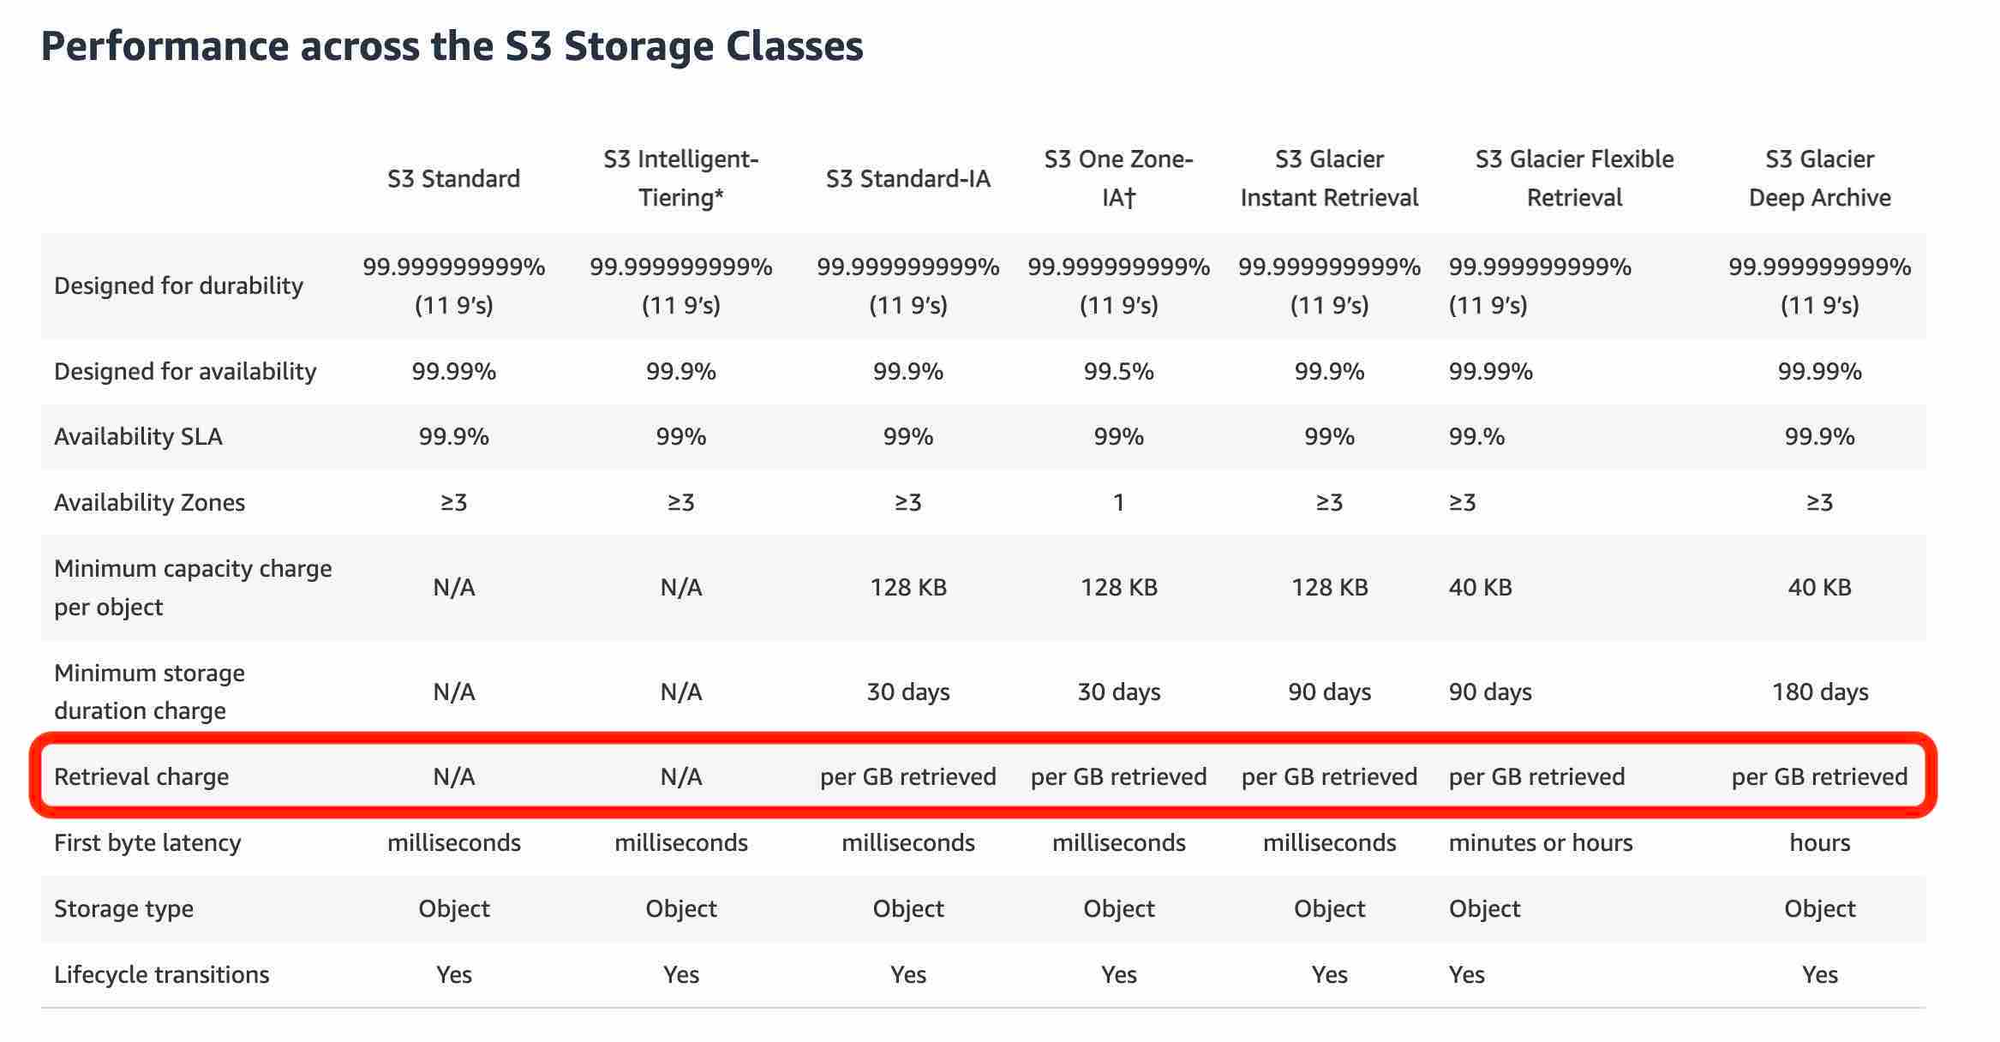 Performance across the S3 Storage Classes
S3 Standard
S3 Intelligent-
Tiering*
S3 Standard-IA
S3 One Zone-
IA†
S3 Glacier
Instant Retrieval
S3 Glacier Flexible
Retrieval
S3 Glacier
Deep Archive
Designed for durability
99.999999999%
(11 9’s)
99.999999999%
(11 9’s)
99.999999999%
(11 9’s)
99.999999999%
(11 9’s)
99.999999999%
(11 9’s)
99.999999999%
(11 9’s)
99.999999999%
(11 9’s)
Designed for availability 99.99% 99.9% 99.9% 99.5% 99.9% 99.99% 99.99%
Availability SLA 99.9% 99% 99% 99% 99% 99.% 99.9%
Availability Zones ≥3 ≥3 ≥3 1 ≥3 ≥3 ≥3
Minimum capacity charge
per object
N/A N/A 128 KB 128 KB 128 KB 40 KB 40 KB
Minimum storage
duration charge
N/A N/A 30 days 30 days 90 days 90 days 180 days
Retrieval charge N/A N/A per GB retrieved per GB retrieved per GB retrieved per GB retrieved per GB retrieved
First byte latency milliseconds milliseconds milliseconds milliseconds milliseconds minutes or hours hours
Storage type Object Object Object Object Object Object Object
Lifecycle transitions Yes Yes Yes Yes Yes Yes Yes